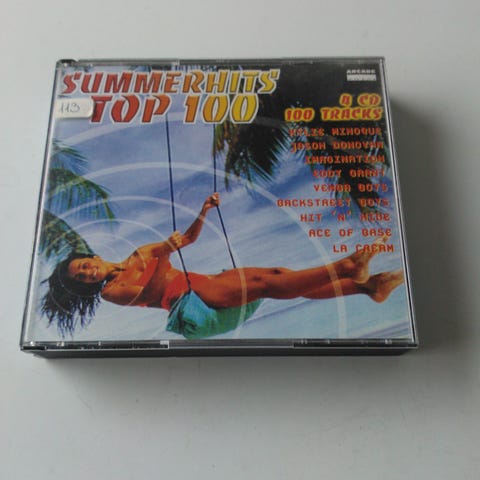 SUMMERHITS
TOP 100
113
ARCADE
4 CD
100 TRACKS
KYLIE MINOGUE
JASON DONOVAN
IMAGINATION
EDDY GRANT
VENGA BOYS
BACKSTREET BOYS
HIT 'N' HIDE
ACE OF BASE
LA CREAM